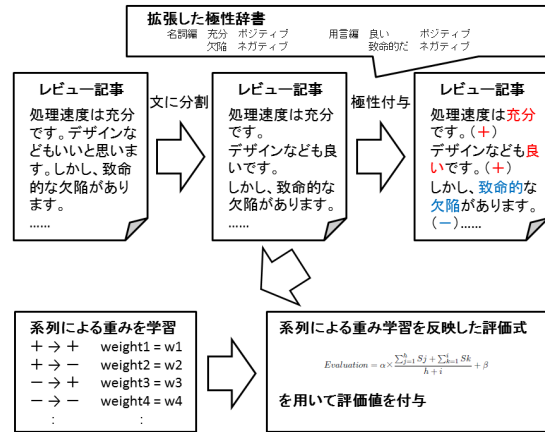 拡張した極性辞書
名詞編 充分 ポジティブ 用言編 良い ポジティブ
欠陥 ネガティブ 致命的だ ネガティブ
レビュー記事
処理速度は充分
です。デザインな
どもいいと思いま
す。しかし、致命
的な欠陥があり
ます。
……
文に分割
レビュー記事
処理速度は充分
です。
デザインなども良
いです。
しかし、致命的な
欠陥があります。
……
極性付与
レビュー記事
処理速度は充分
です。(+)
デザインなども良
いです。(+)
しかし、致命的な
欠陥があります。
(-)……
系列による重みを学習
+ → + weight1 = w1
+ → − weight2 = w2
− → + weight3 = w3
− → − weight4 = w4
: :
系列による重み学習を反映した評価式
Evaluation = α × \frac{\sum_{j=1}^{h} Sj + \sum_{k=1}^{i} Sk}{h + i} + β
を用いて評価値を付与